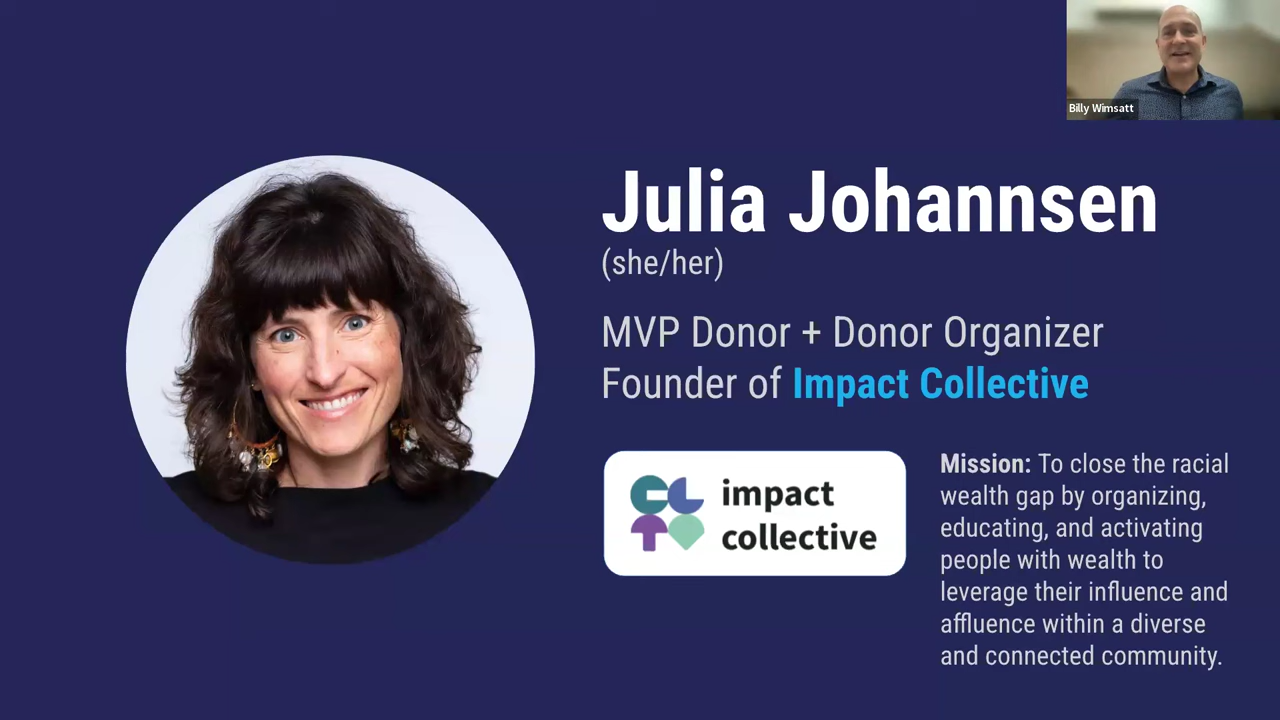 Billy Wimsatt
Julia Johannsen
(she/her)
MVP Donor + Donor Organizer
Founder of Impact Collective
impact
collective
Mission: To close the racial
wealth gap by organizing,
educating, and activating
people with wealth to
leverage their influence and
affluence within a diverse
and connected community.